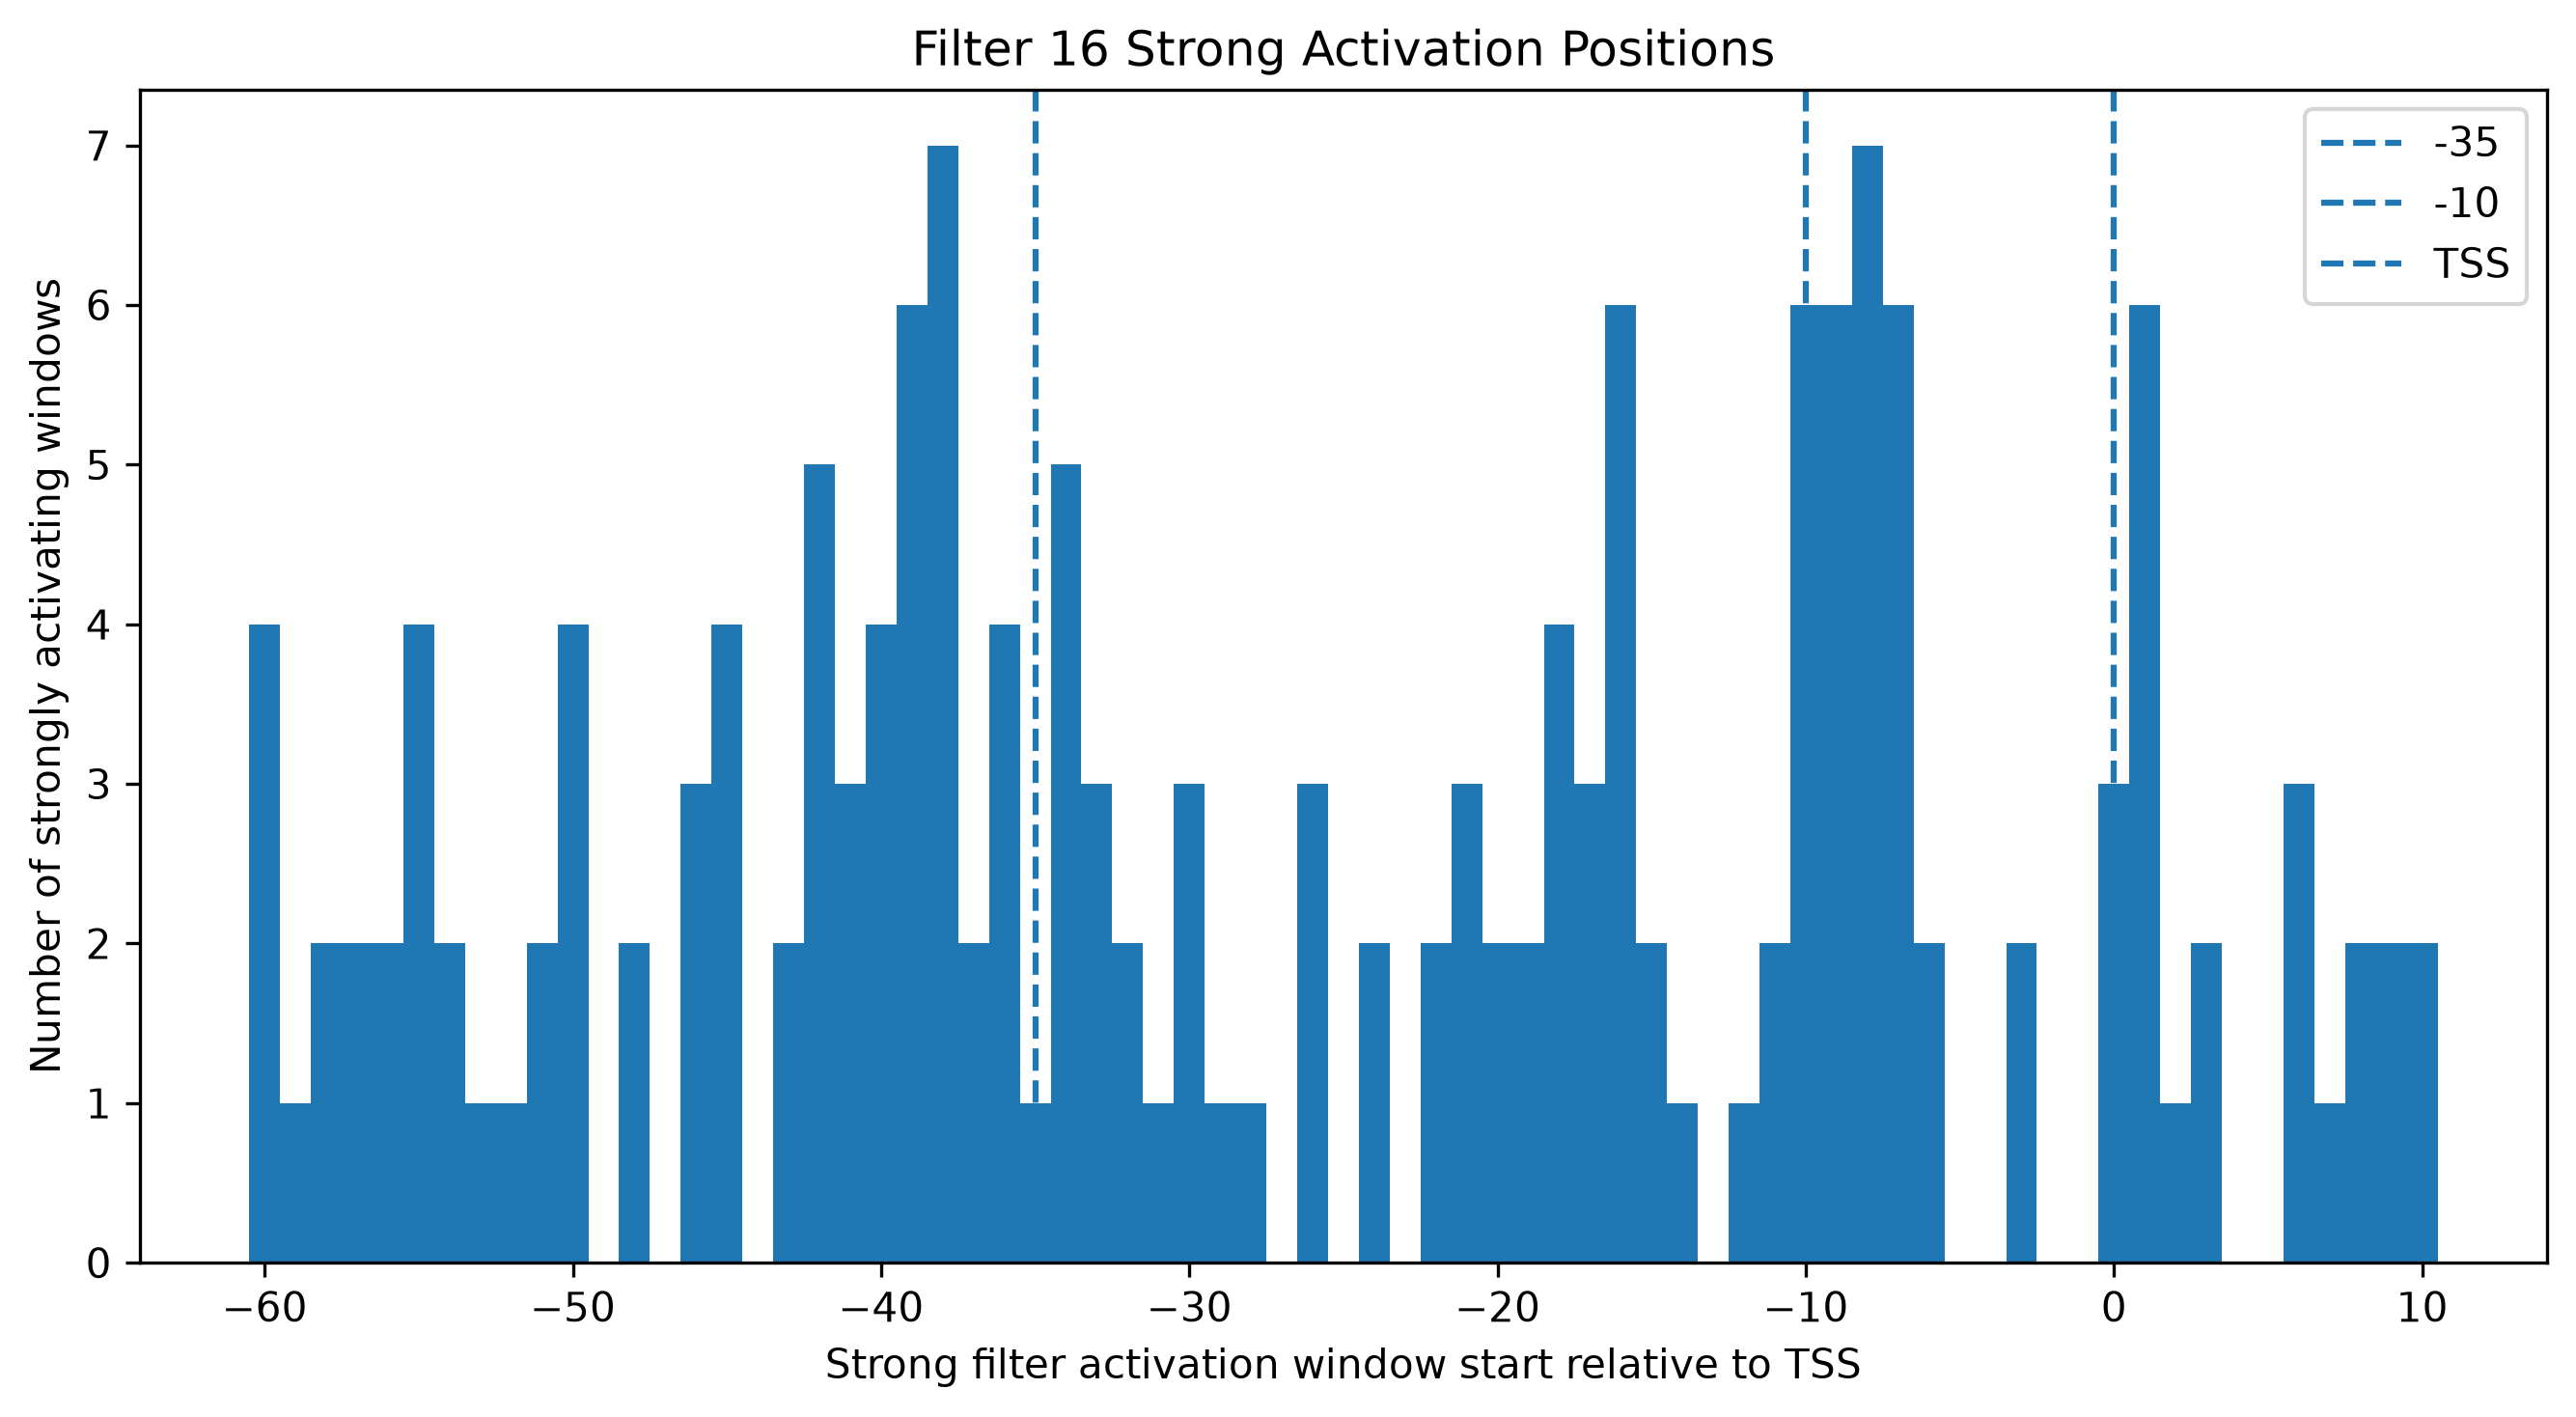 Filter 16 Strong Activation Positions
-35
-10
TSS
Number of strongly activating windows
7
6
5
4
3
2
1
0
−60 −50 −40 −30 −20 −10 0 10
Strong filter activation window start relative to TSS